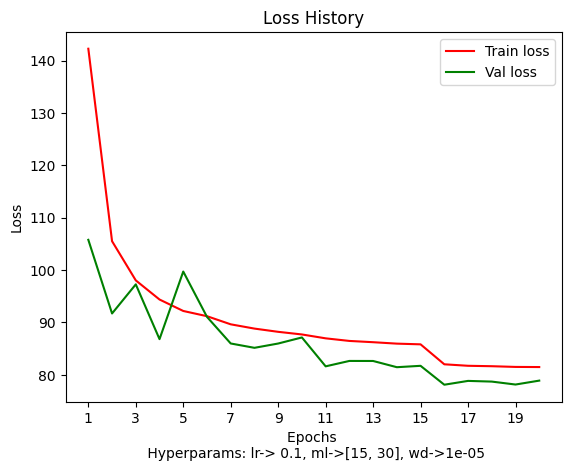 Loss History
140
130
120
110
100
90
80
Loss
Train loss
Val loss
1 3 5 7 9 11 13 15 17 19
Epochs
Hyperparams: lr-> 0.1, ml->[15, 30], wd->1e-05